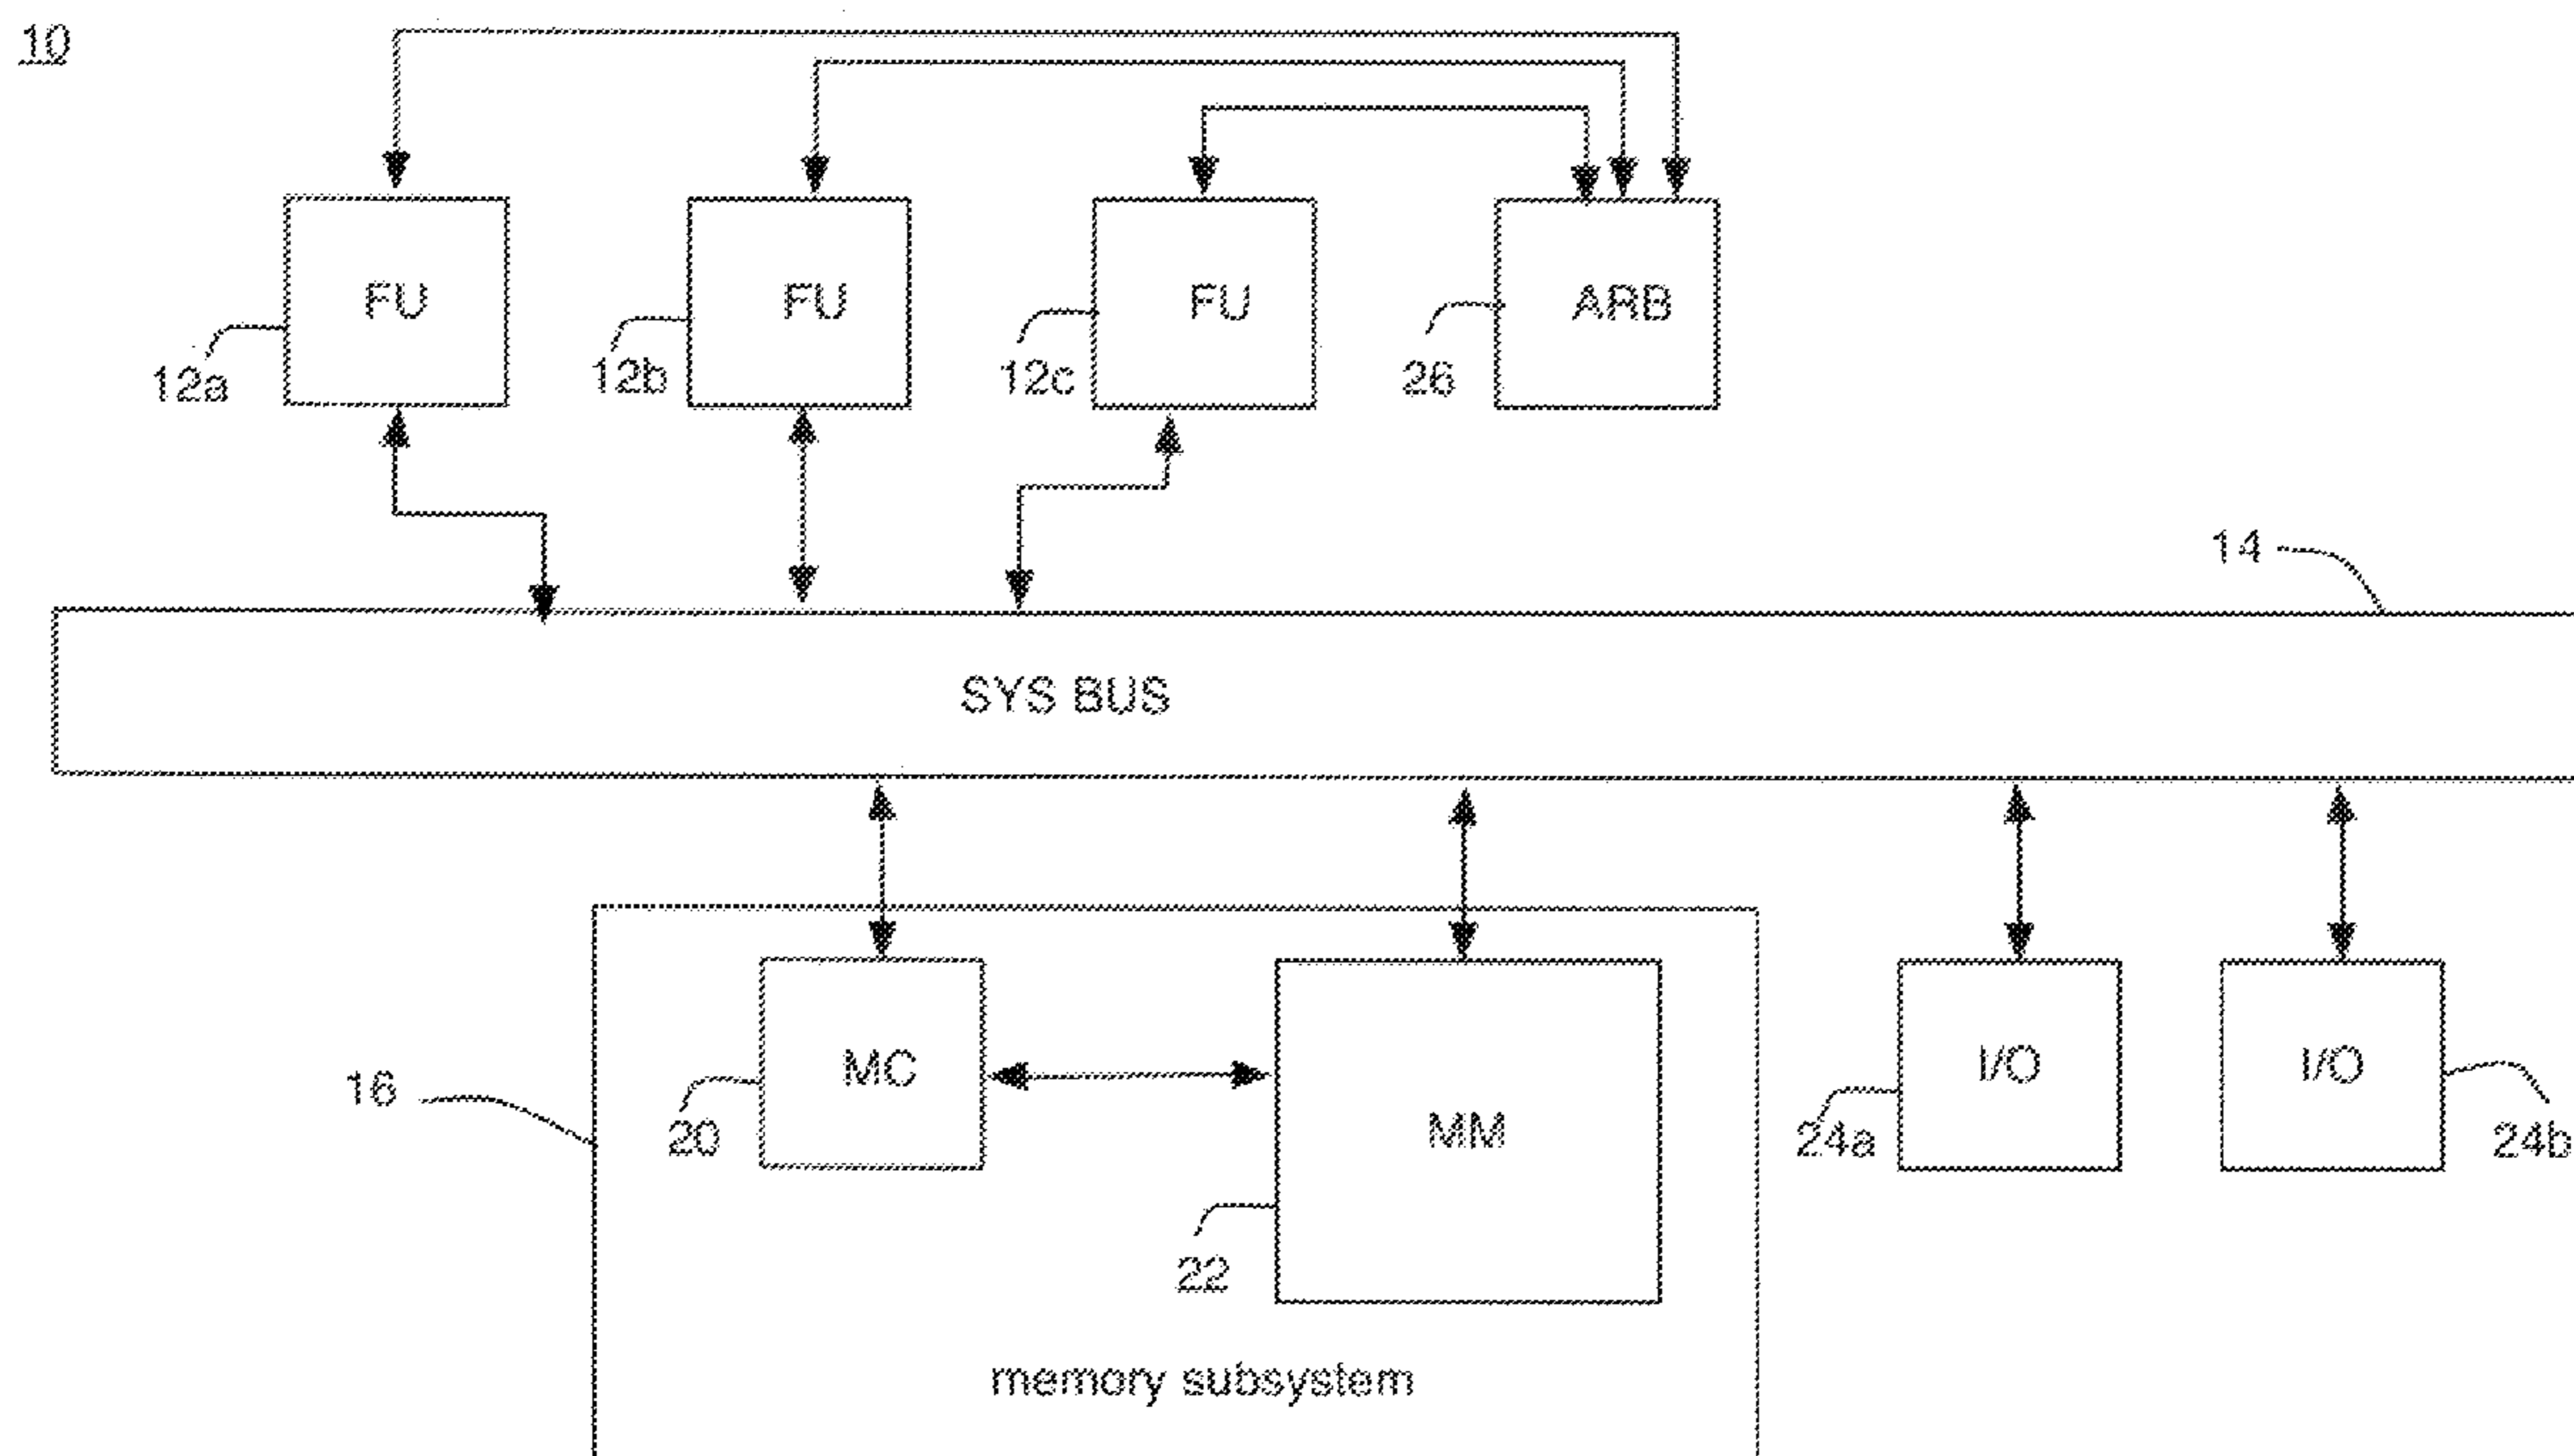 10
FU
FU
FU
ARB
12a
12b
12c
26
14
SYS BUS
MC
I/O
I/O
16
20
MM
24a
24b
22
memory subsystem